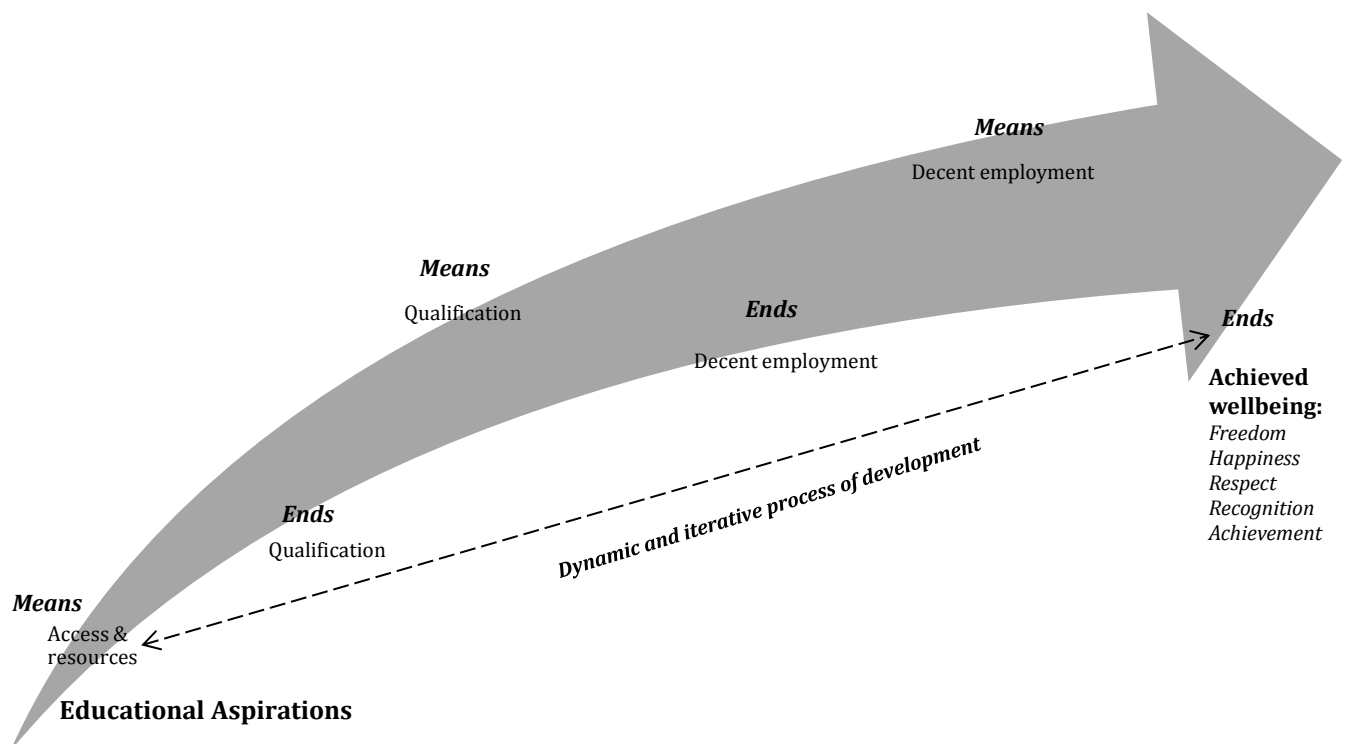 Means
Decent employment
Means
Qualification
Ends
Decent employment
Ends
Achieved
wellbeing:
Freedom
Happiness
Respect
Recognition
Achievement
Dynamic and iterative process of development
Ends
Qualification
Means
Access &
resources
Educational Aspirations